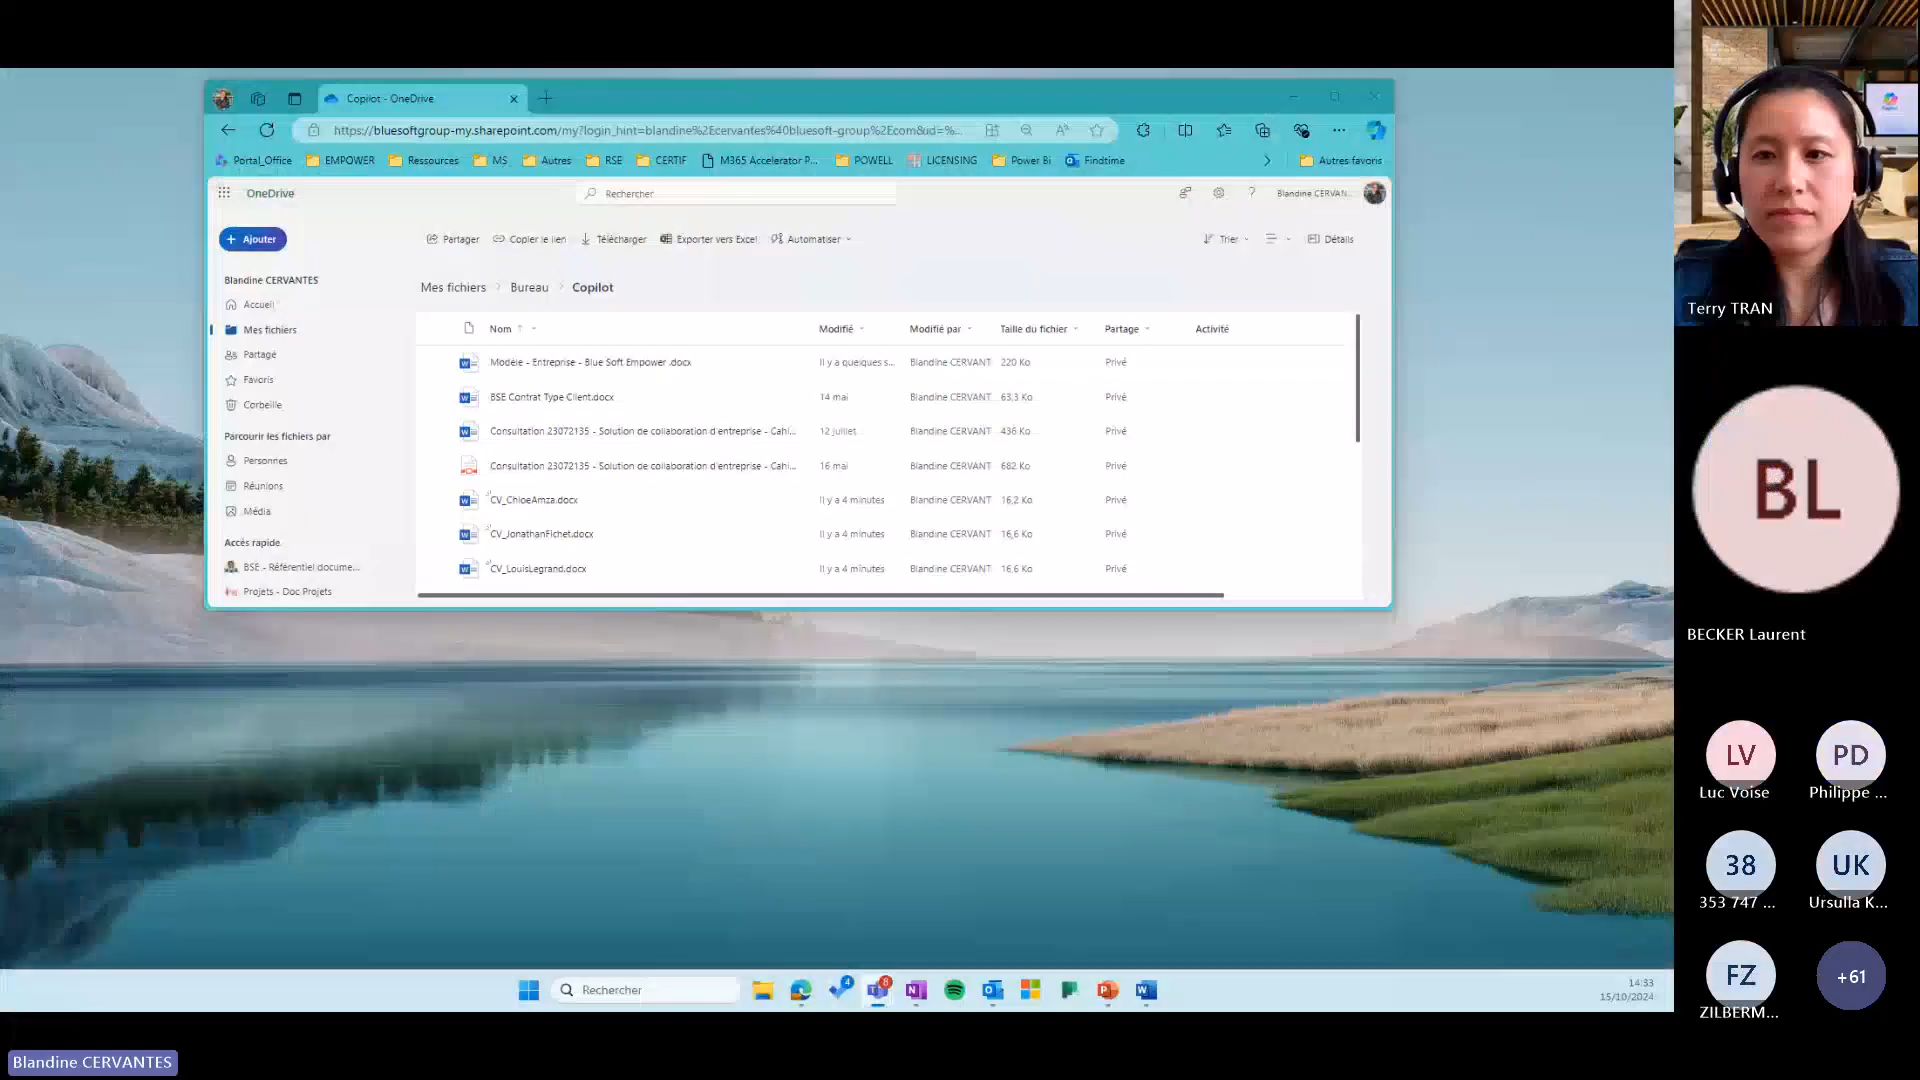 Copilot - OneDrive
https://bluesoftgroup-my.sharepoint.com/my?login_hint=blandine%2Ecervantes%40bluesoft-group%2Ecom&id=%...
Portal_Office EMPOWER Ressources MS Autres RSE CERTIF M365 Accelerator P... POWELL LICENSING Power Bi Findtime Autres favoris
OneDrive Rechercher ? Blandine CERVAN...
+ Ajouter Partager Copier le lien Télécharger Exporter vers Excel Automatiser Trier Détails
Blandine CERVANTES
Accueil
Mes fichiers
Partagé
Favoris
Corbeille
Parcourir les fichiers par
Personnes
Réunions
Média
Accès rapide
BSE - Référentiel docume...
Projets - Doc Projets
Mes fichiers > Bureau > Copilot
Nom Modifié Modifié par Taille du fichier Partage Activité
Modèle - Entreprise - Blue Soft Empower .docx Il y a quelques s... Blandine CERVANT 220 Ko Privé
BSE Contrat Type Client.docx 14 mai Blandine CERVANT 63,3 Ko Privé
Consultation 23072135 - Solution de collaboration d'entreprise - Cahi... 12 juillet Blandine CERVANT 436 Ko Privé
Consultation 23072135 - Solution de collaboration d'entreprise - Cahi... 16 mai Blandine CERVANT 682 Ko Privé
CV_ChloeAmza.docx Il y a 4 minutes Blandine CERVANT 16,2 Ko Privé
CV_JonathanFichet.docx Il y a 4 minutes Blandine CERVANT 16,6 Ko Privé
CV_LouisLegrand.docx Il y a 4 minutes Blandine CERVANT 16,6 Ko Privé
Terry TRAN
BL
BECKER Laurent
LV PD
Luc Voise Philippe ...
38 UK
353 747 ... Ursulla K...
FZ +61
ZILBERM...
Rechercher
4
8
14:33
15/10/2024
Blandine CERVANTES